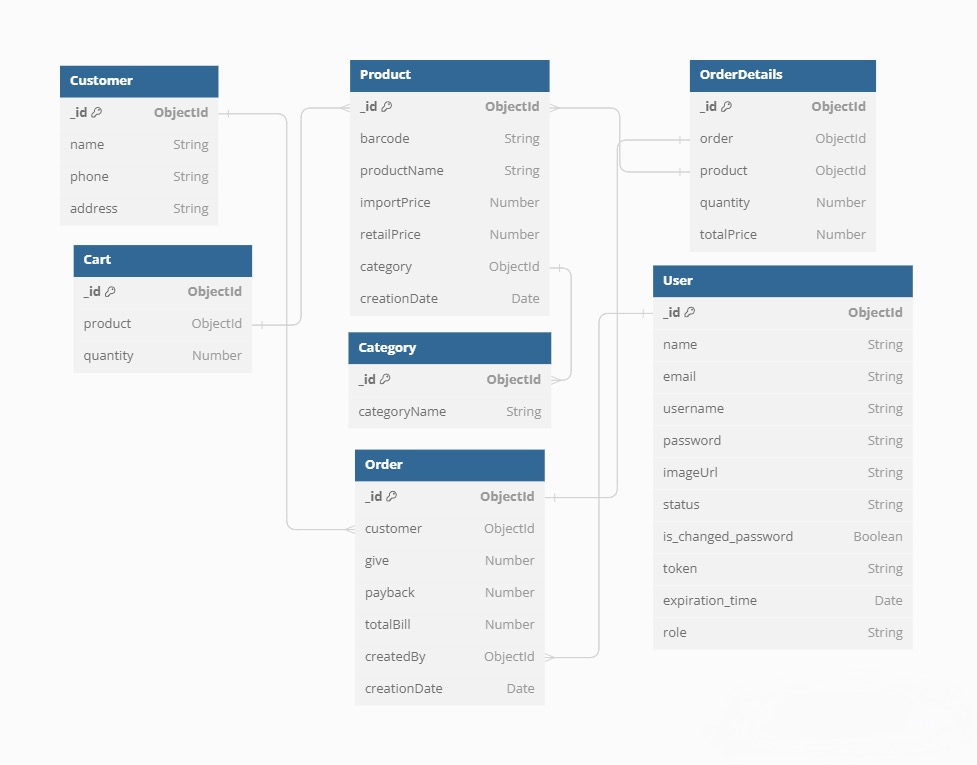 Customer
_id ObjectId
name String
phone String
address String
Cart
_id ObjectId
product ObjectId
quantity Number
Product
_id ObjectId
barcode String
productName String
importPrice Number
retailPrice Number
category ObjectId
creationDate Date
Category
_id ObjectId
categoryName String
Order
_id ObjectId
customer ObjectId
give Number
payback Number
totalBill Number
createdBy ObjectId
creationDate Date
OrderDetails
_id ObjectId
order ObjectId
product ObjectId
quantity Number
totalPrice Number
User
_id ObjectId
name String
email String
username String
password String
imageUrl String
status String
is_changed_password Boolean
token String
expiration_time Date
role String